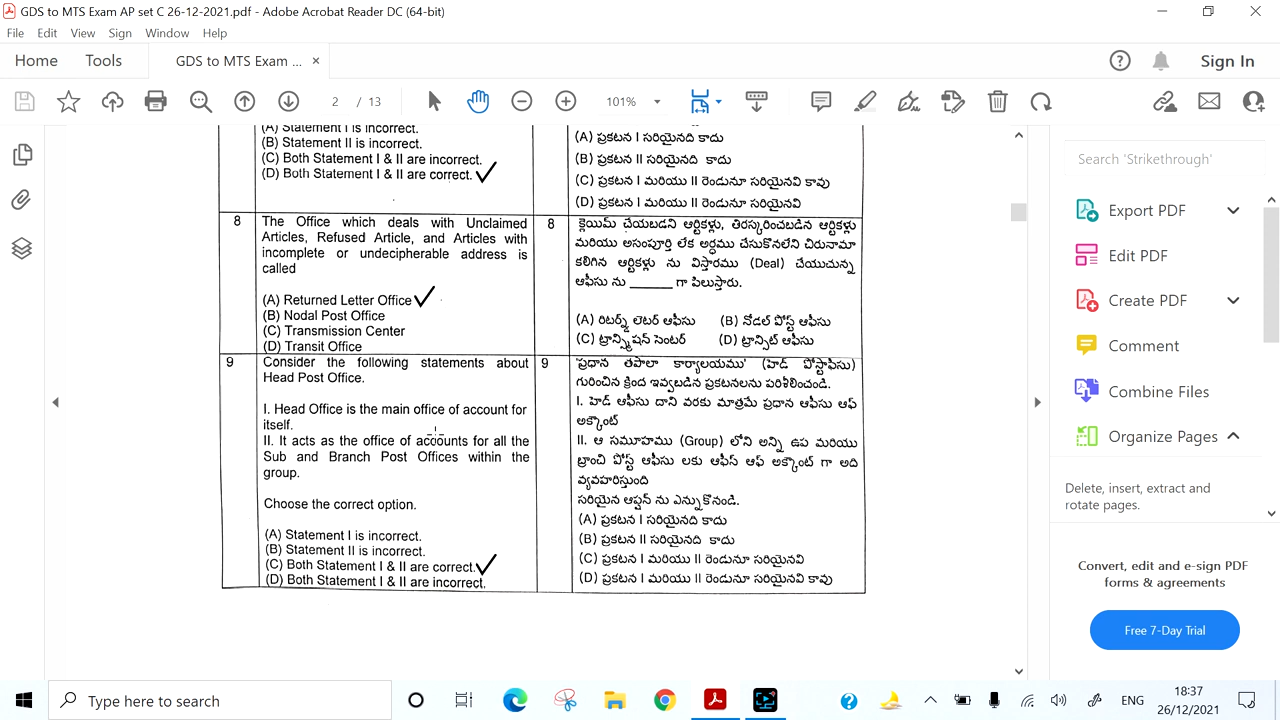 GDS to MTS Exam AP set C 26-12-2021.pdf - Adobe Acrobat Reader DC (64-bit)
File Edit View Sign Window Help
Home Tools GDS to MTS Exam ... × Sign In
2 / 13 101%
(A) Statement I is incorrect.
(B) Statement II is incorrect.
(C) Both Statement I & II are incorrect.
(D) Both Statement I & II are correct.
(A) ప్రకటన I సరియైనది కాదు
(B) ప్రకటన II సరియైనది కాదు
(C) ప్రకటన I మరియు II రెండునూ సరియైనవి కావు
(D) ప్రకటన I మరియు II రెండునూ సరియైనవి
8 The Office which deals with Unclaimed
Articles, Refused Article, and Articles with
incomplete or undecipherable address is
called
(A) Returned Letter Office
(B) Nodal Post Office
(C) Transmission Center
(D) Transit Office
8 క్లెయిమ్ చేయబడని ఆర్టికళ్లు, తిరస్కరించబడిన ఆర్టికళ్లు
మరియు అసంపూర్తి లేక అర్థము చేసుకొనలేని చిరునామా
కలిగిన ఆర్టికళ్లు ను విస్తారము (Deal) చేయుచున్న
ఆఫీసు ను ______ గా పిలుస్తారు.
(A) రిటర్న్డ్ లెటర్ ఆఫీసు (B) నోడల్ పోస్ట్ ఆఫీసు
(C) ట్రాన్స్మిషన్ సెంటర్ (D) ట్రాన్సిట్ ఆఫీసు
9 Consider the following statements about
Head Post Office.
I. Head Office is the main office of account for
itself.
II. It acts as the office of accounts for all the
Sub and Branch Post Offices within the
group.
Choose the correct option.
(A) Statement I is incorrect.
(B) Statement II is incorrect.
(C) Both Statement I & II are correct.
(D) Both Statement I & II are incorrect.
9 'ప్రధాన తపాలా కార్యాలయము' (హెడ్ పోస్టాఫీసు)
గురించిన క్రింద ఇవ్వబడిన ప్రకటనలను పరిశీలించండి.
I. హెడ్ ఆఫీసు దాని వరకు మాత్రమే ప్రధాన ఆఫీసు ఆఫ్
అకౌంట్
II. ఆ సమూహము (Group) లోని అన్ని ఉప మరియు
బ్రాంచి పోస్ట్ ఆఫీసు లకు ఆఫీస్ ఆఫ్ అక్కౌంట్ గా అది
వ్యవహరిస్తుంది
సరియైన ఆప్షన్ ను ఎన్నుకొనండి.
(A) ప్రకటన I సరియైనది కాదు
(B) ప్రకటన II సరియైనది కాదు
(C) ప్రకటన I మరియు II రెండునూ సరియైనవి
(D) ప్రకటన I మరియు II రెండునూ సరియైనవి కావు
Search 'Strikethrough'
Export PDF
Edit PDF
Create PDF
Comment
Combine Files
Organize Pages
Delete, insert, extract and
rotate pages.
Convert, edit and e-sign PDF
forms & agreements
Free 7-Day Trial
Type here to search
ENG
18:37
26/12/2021